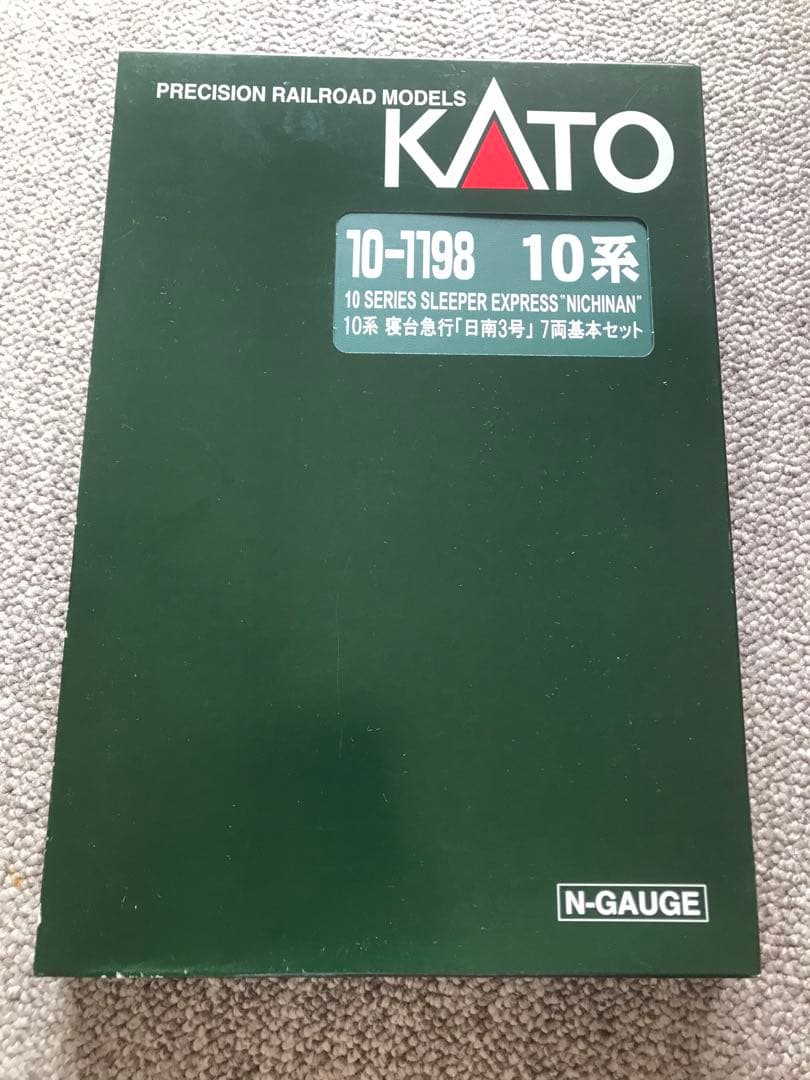 PRECISION RAILROAD MODELS
KATO
10-1198 10系
10 SERIES SLEEPER EXPRESS "NICHINAN"
10系 寝台急行「日南3号」 7両基本セット
N-GAUGE